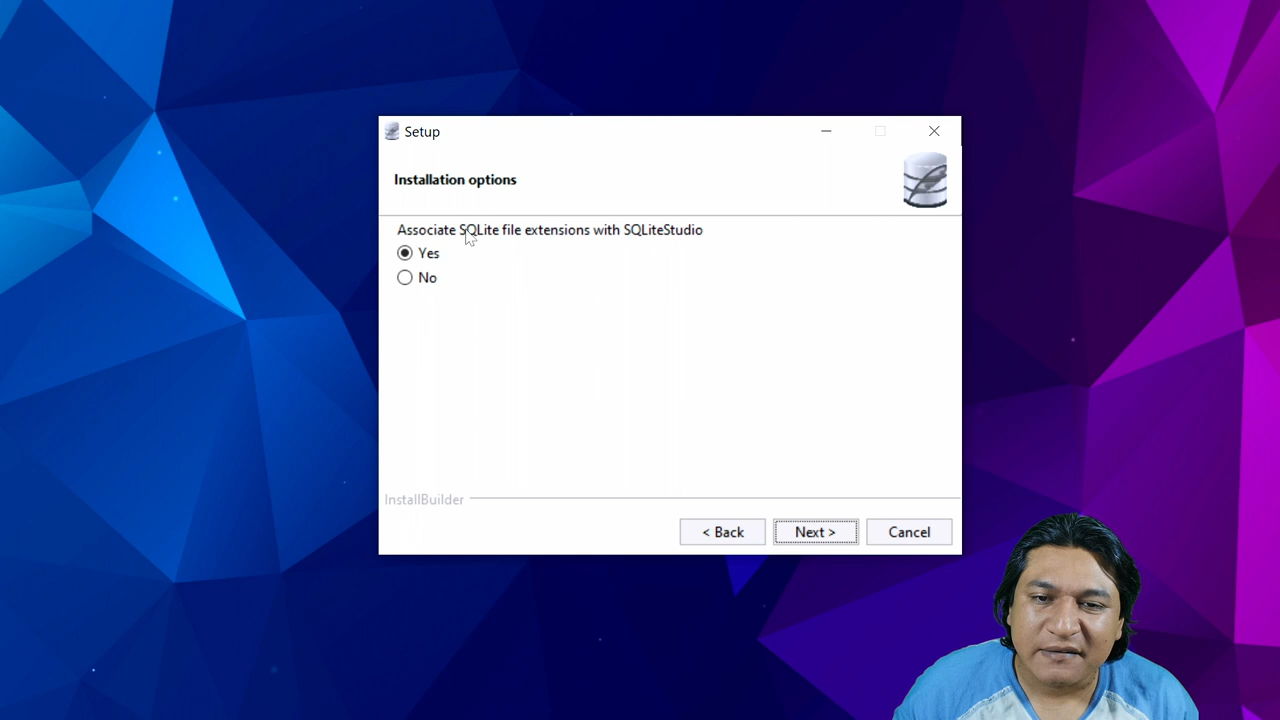 Setup
Installation options
Associate SQLite file extensions with SQLiteStudio
Yes
No
InstallBuilder
< Back
Next >
Cancel